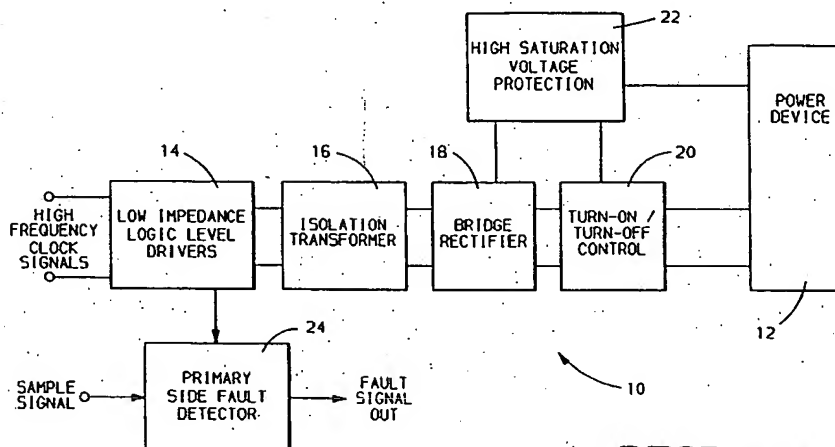 22
HIGH SATURATION
VOLTAGE
PROTECTION
POWER
DEVICE
14
16
18
20
HIGH
FREQUENCY
CLOCK
SIGNALS
LOW IMPEDANCE
LOGIC LEVEL
DRIVERS
ISOLATION
TRANSFORMER
BRIDGE
RECTIFIER
TURN-ON /
TURN-OFF
CONTROL
12
24
SAMPLE
SIGNAL
PRIMARY
SIDE FAULT
DETECTOR
FAULT
SIGNAL
OUT
10